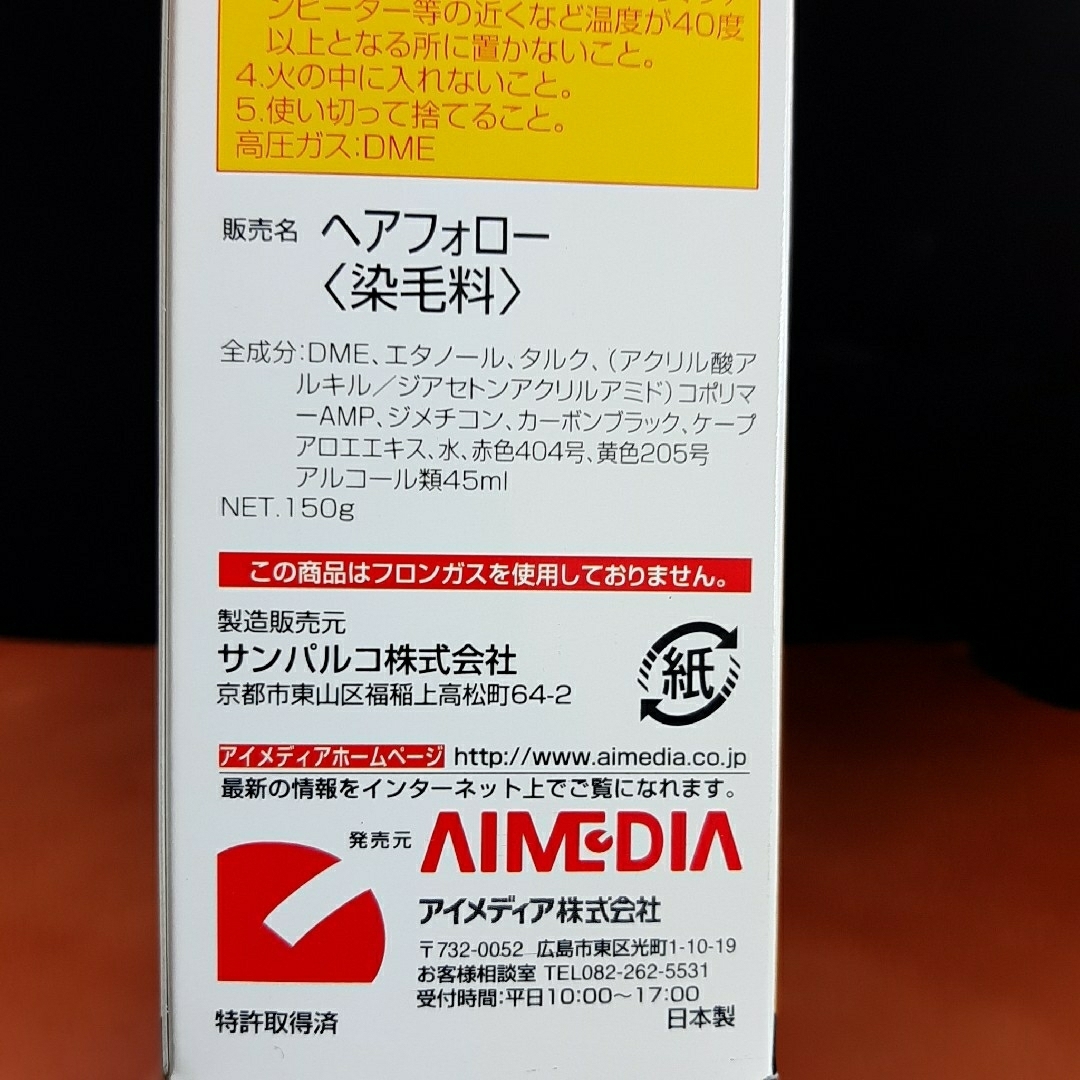 ンヒーター等の近くなど温度が40度
以上となる所に置かないこと。
4.火の中に入れないこと。
5.使い切って捨てること。
高圧ガス:DME
販売名 ヘアフォロー
〈染毛料〉
全成分:DME、エタノール、タルク、(アクリル酸ア
ルキル/ジアセトンアクリルアミド)コポリマ
ーAMP、ジメチコン、カーボンブラック、ケープ
アロエエキス、水、赤色404号、黄色205号
アルコール類45ml
NET.150g
この商品はフロンガスを使用しておりません。
製造販売元
サンパルコ株式会社
京都市東山区福稲上高松町64-2
紙
アイメディアホームページ http://www.aimedia.co.jp
最新の情報をインターネット上でご覧になれます。
発売元 AIMEDIA
アイメディア株式会社
〒732-0052 広島市東区光町1-10-19
お客様相談室 TEL082-262-5531
受付時間:平日10:00〜17:00
特許取得済 日本製